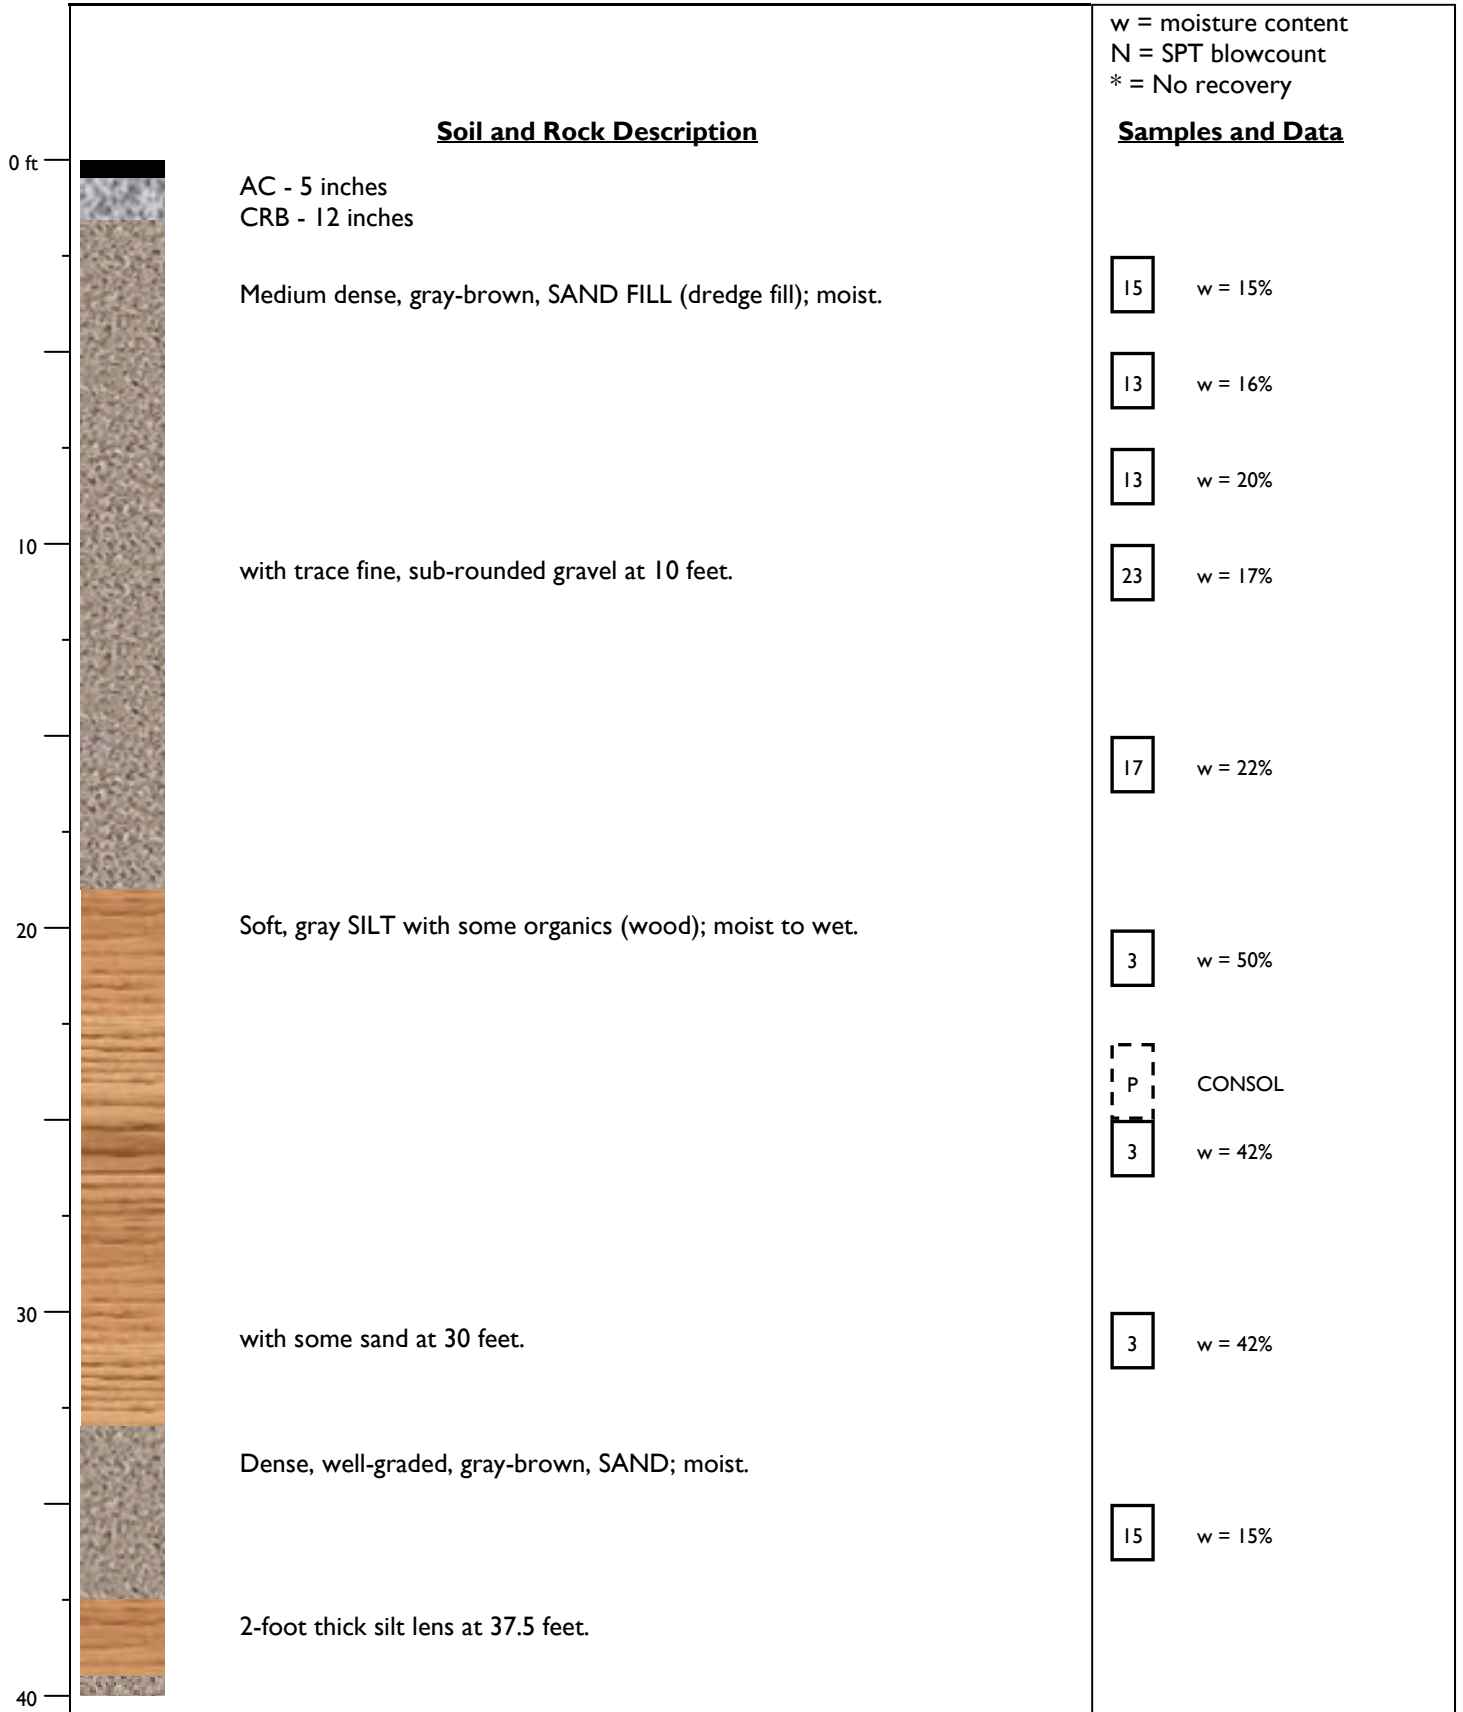 w = moisture content
N = SPT blowcount
* = No recovery
Soil and Rock Description
Samples and Data
0 ft
AC - 5 inches
CRB - 12 inches
Medium dense, gray-brown, SAND FILL (dredge fill); moist.
15 w = 15%
13 w = 16%
13 w = 20%
10
with trace fine, sub-rounded gravel at 10 feet.
23 w = 17%
17 w = 22%
20
Soft, gray SILT with some organics (wood); moist to wet.
3 w = 50%
P CONSOL
3 w = 42%
30
with some sand at 30 feet.
3 w = 42%
Dense, well-graded, gray-brown, SAND; moist.
15 w = 15%
2-foot thick silt lens at 37.5 feet.
40